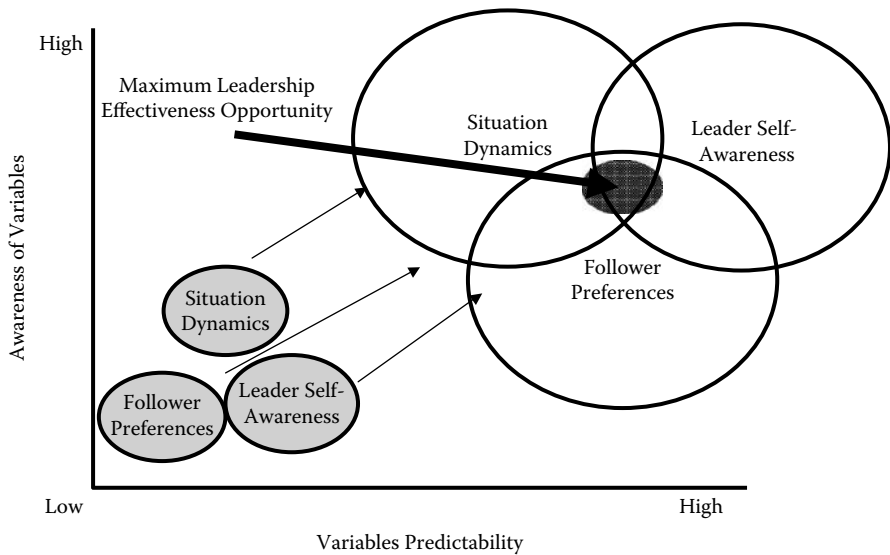 High
Maximum Leadership
Effectiveness Opportunity
Situation
Dynamics
Leader Self-
Awareness
Follower
Preferences
Awareness of Variables
Situation
Dynamics
Follower
Preferences
Leader Self-
Awareness
Low
High
Variables Predictability